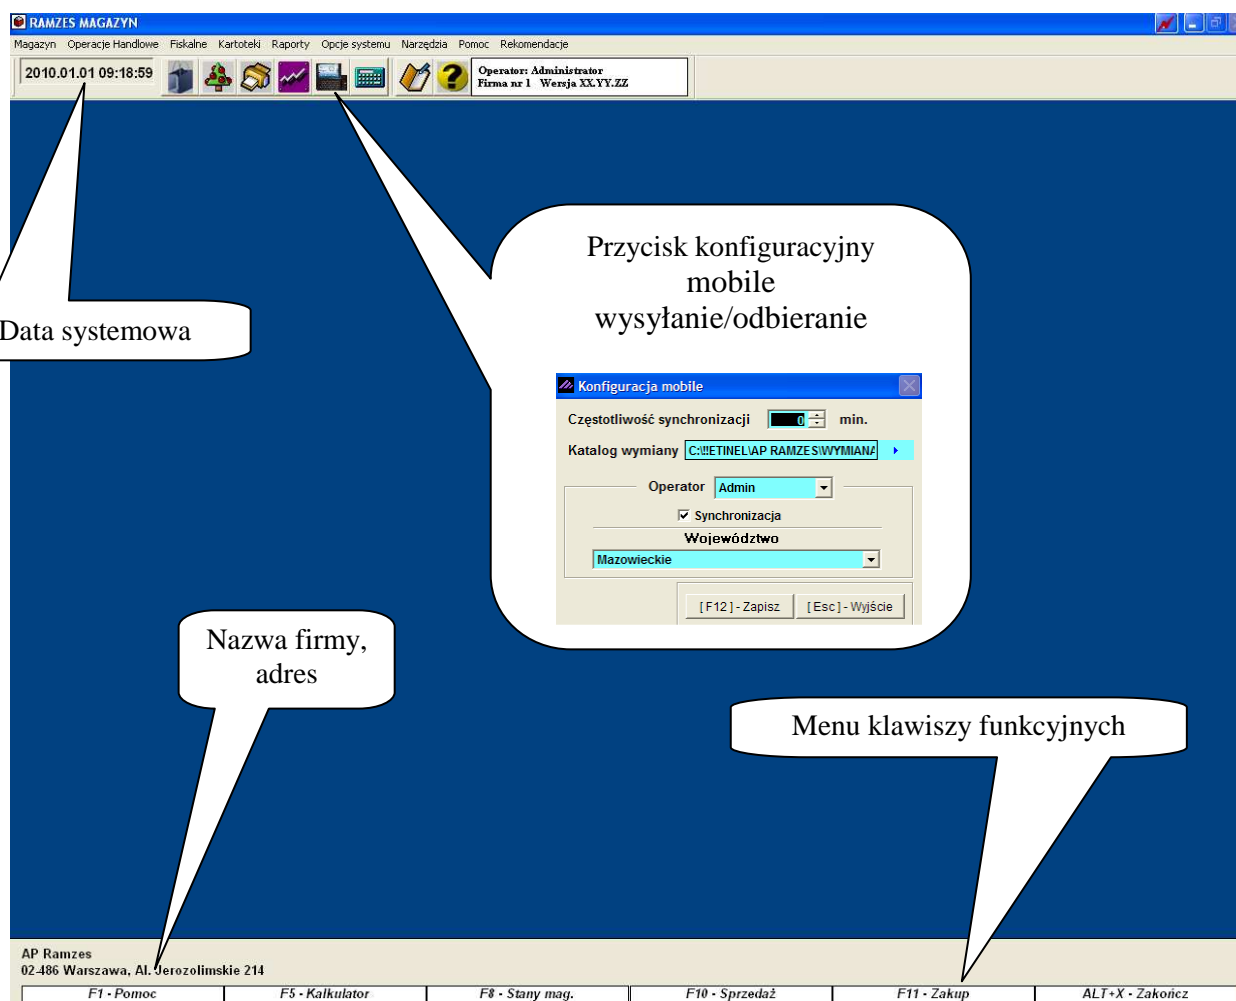 RAMZES MAGAZYN
Magazyn Operacje Handlowe Fiskalne Kartoteki Raporty Opcje systemu Narzędzia Pomoc Rekomendacje
2010.01.01 09:18:59
Operator: Administrator
Firma nr 1 Wersja XX.YY.ZZ
Przycisk konfiguracyjny
mobile
wysyłanie/odbieranie
Data systemowa
Konfiguracja mobile
Częstotliwość synchronizacji 0 min.
Katalog wymiany C:\!!ETINEL\AP RAMZES\WYMIANA
Operator Admin
Synchronizacja
Województwo
Mazowieckie
[ F12 ] - Zapisz [ Esc ] - Wyjście
Nazwa firmy,
adres
Menu klawiszy funkcyjnych
AP Ramzes
02-486 Warszawa, Al. Jerozolimskie 214
F1 - Pomoc F5 - Kalkulator F8 - Stany mag. F10 - Sprzedaż F11 - Zakup ALT+X - Zakończ